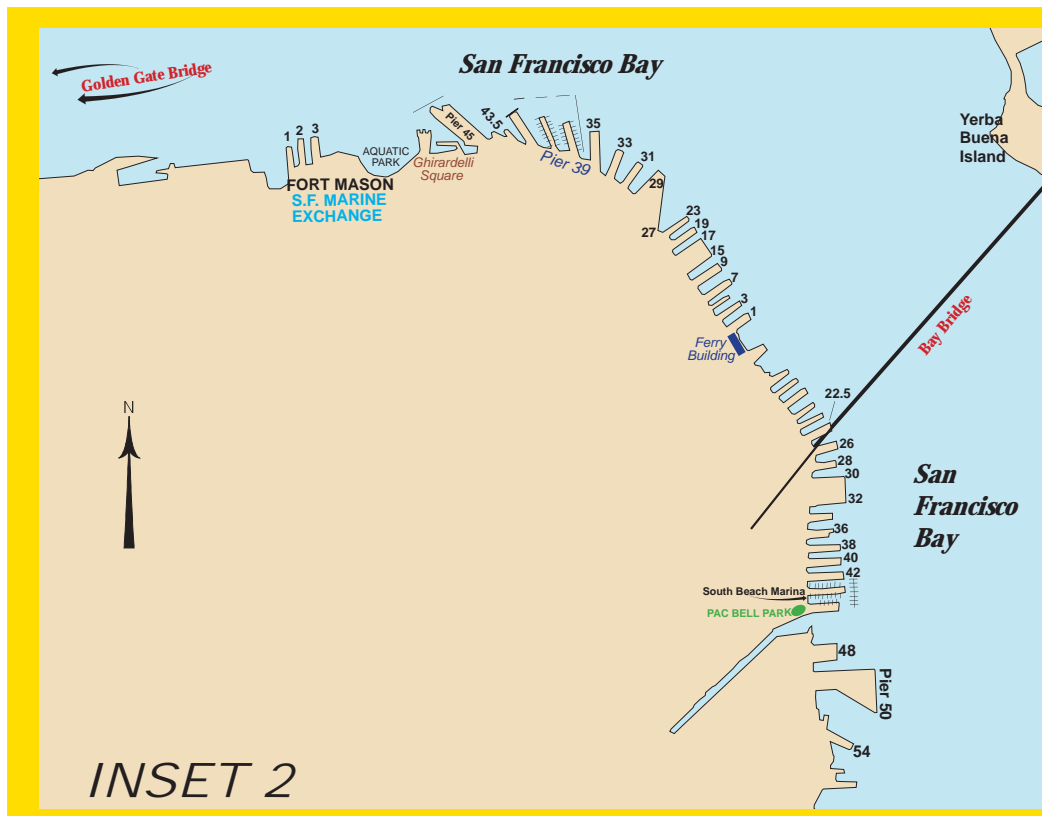 San Francisco Bay
Golden Gate Bridge
Yerba
Buena
Island
1
2
3
AQUATIC
PARK
Pier 45
43.5
Ghirardelli
Square
Pier 39
35
33
31
29
27
FORT MASON
S.F. MARINE
EXCHANGE
23
19
17
15
9
7
3
1
Ferry
Building
Bay Bridge
N
22.5
26
28
30
32
San
Francisco
Bay
36
38
40
42
South Beach Marina
PAC BELL PARK
48
Pier 50
54
INSET 2